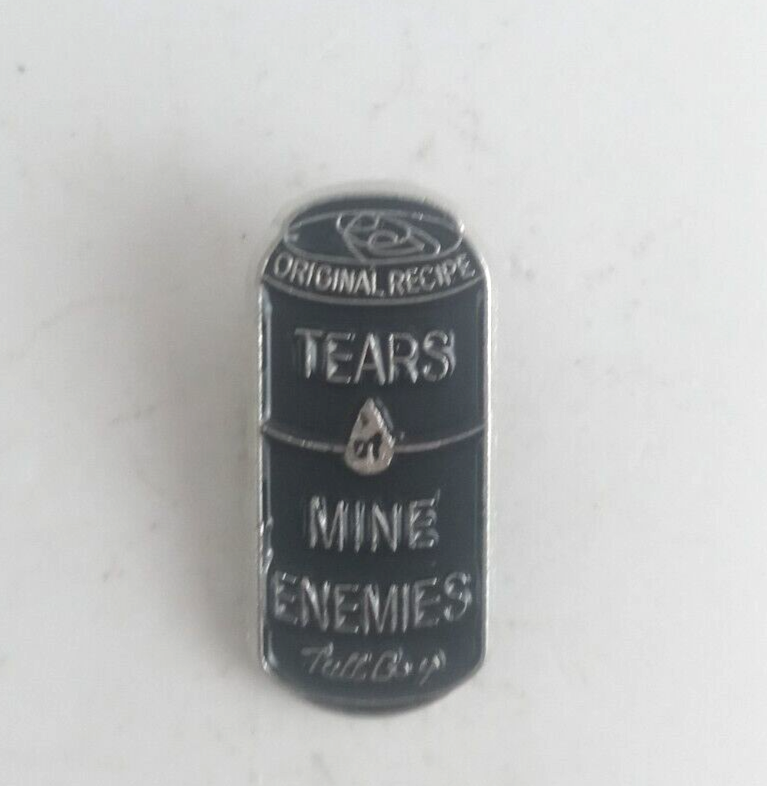 ORIGINAL RECIPE
TEARS
of
MINE
ENEMIES
Tall Boy